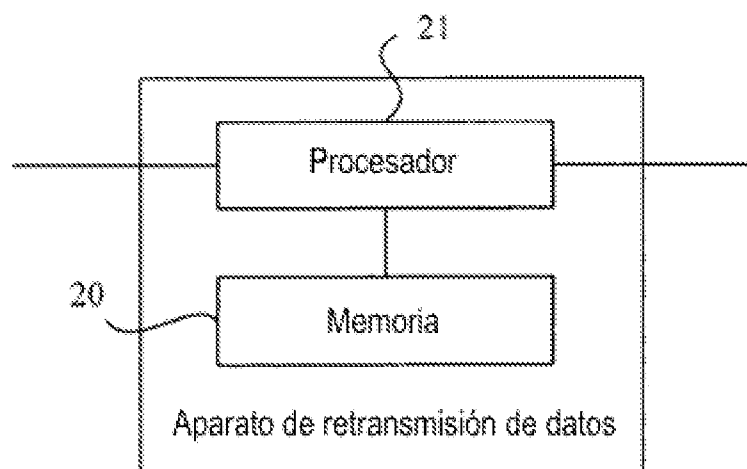 21
Procesador
20
Memoria
Aparato de retransmisión de datos